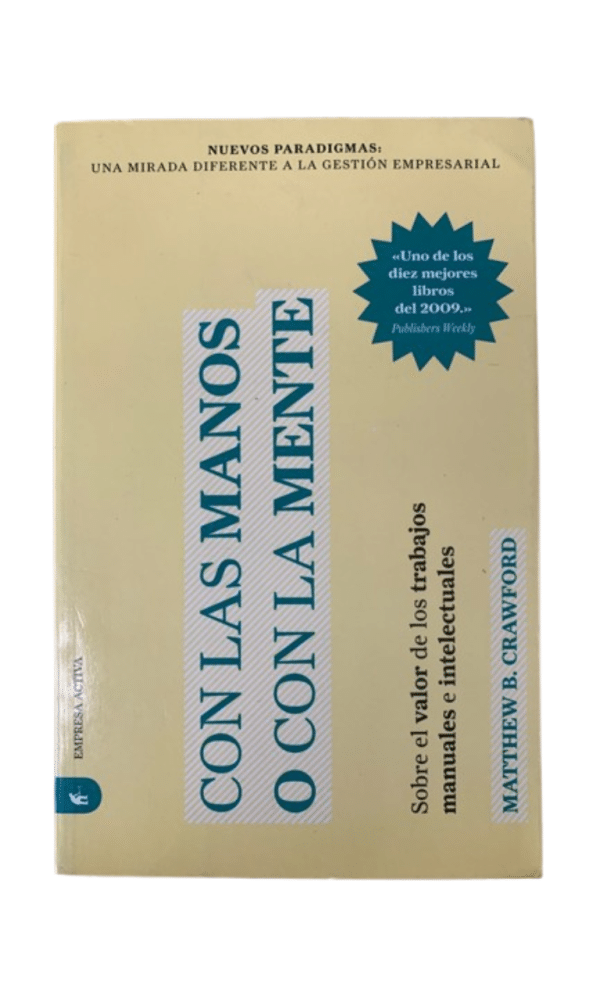 NUEVOS PARADIGMAS:
UNA MIRADA DIFERENTE A LA GESTIÓN EMPRESARIAL
«Uno de los
diez mejores
libros
del 2009.»
Publishers Weekly
CON LAS MANOS
O CON LA MENTE
Sobre el valor de los trabajos
manuales e intelectuales
MATTHEW B. CRAWFORD
EMPRESA ACTIVA